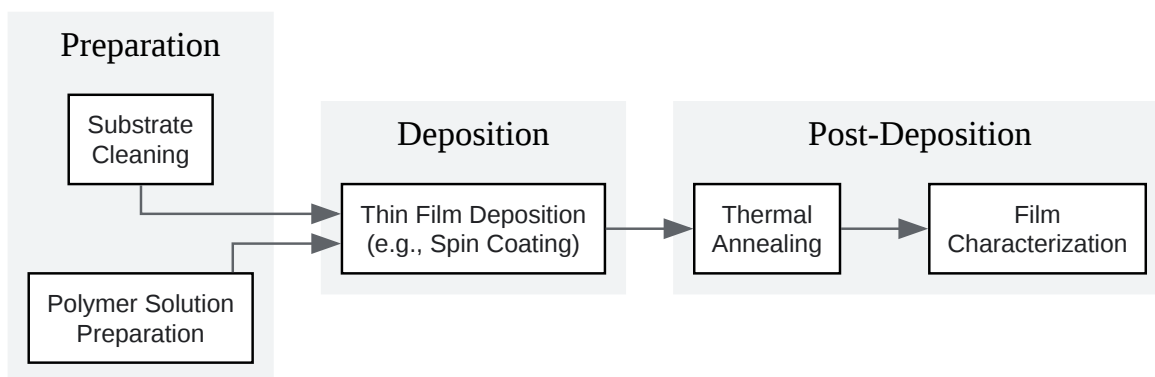 Preparation
Substrate
Cleaning
Polymer Solution
Preparation
Deposition
Thin Film Deposition
(e.g., Spin Coating)
Post-Deposition
Thermal
Annealing
Film
Characterization